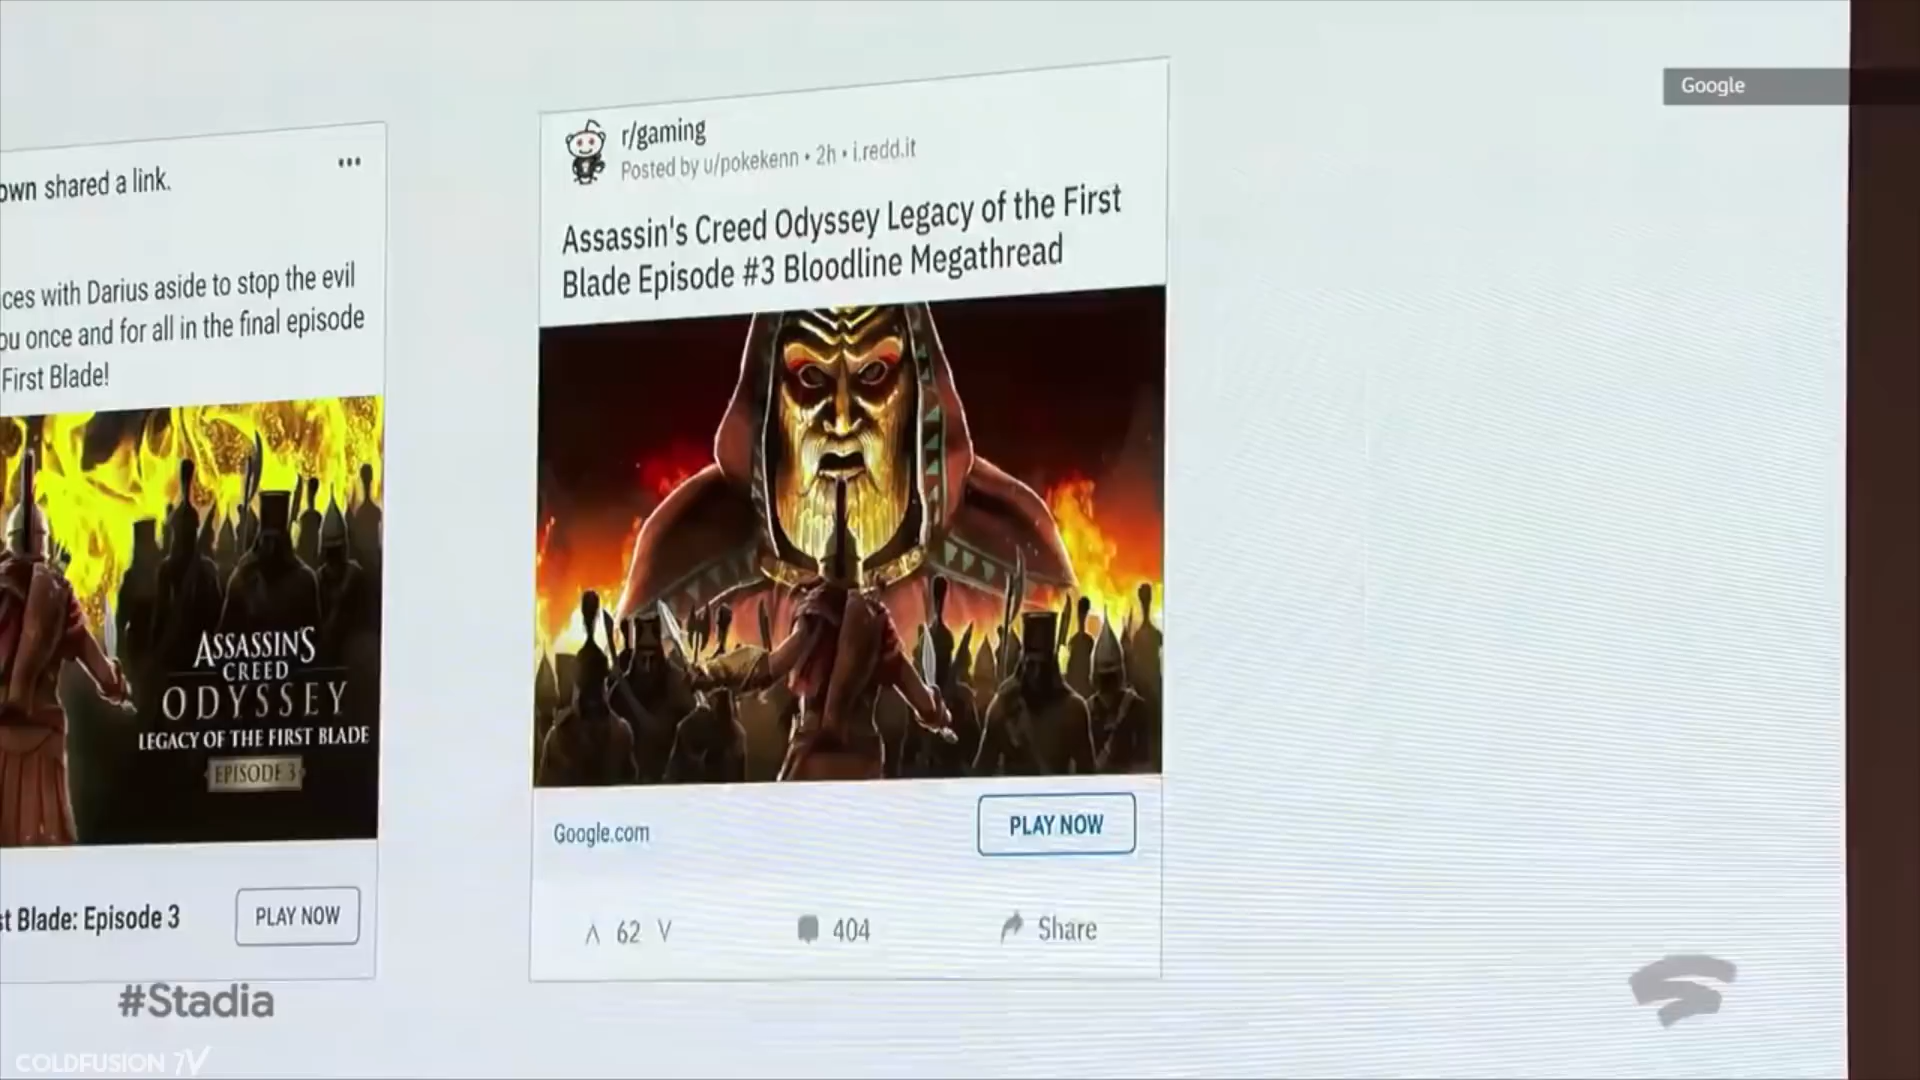 Google
own shared a link.
ces with Darius aside to stop the evil
ou once and for all in the final episode
First Blade!
ASSASSIN'S
CREED
ODYSSEY
LEGACY OF THE FIRST BLADE
EPISODE 3
st Blade: Episode 3
PLAY NOW
r/gaming
Posted by u/pokekenn • 2h • i.redd.it
Assassin's Creed Odyssey Legacy of the First
Blade Episode #3 Bloodline Megathread
Google.com
PLAY NOW
62
404
Share
#Stadia
COLDFUSION TV